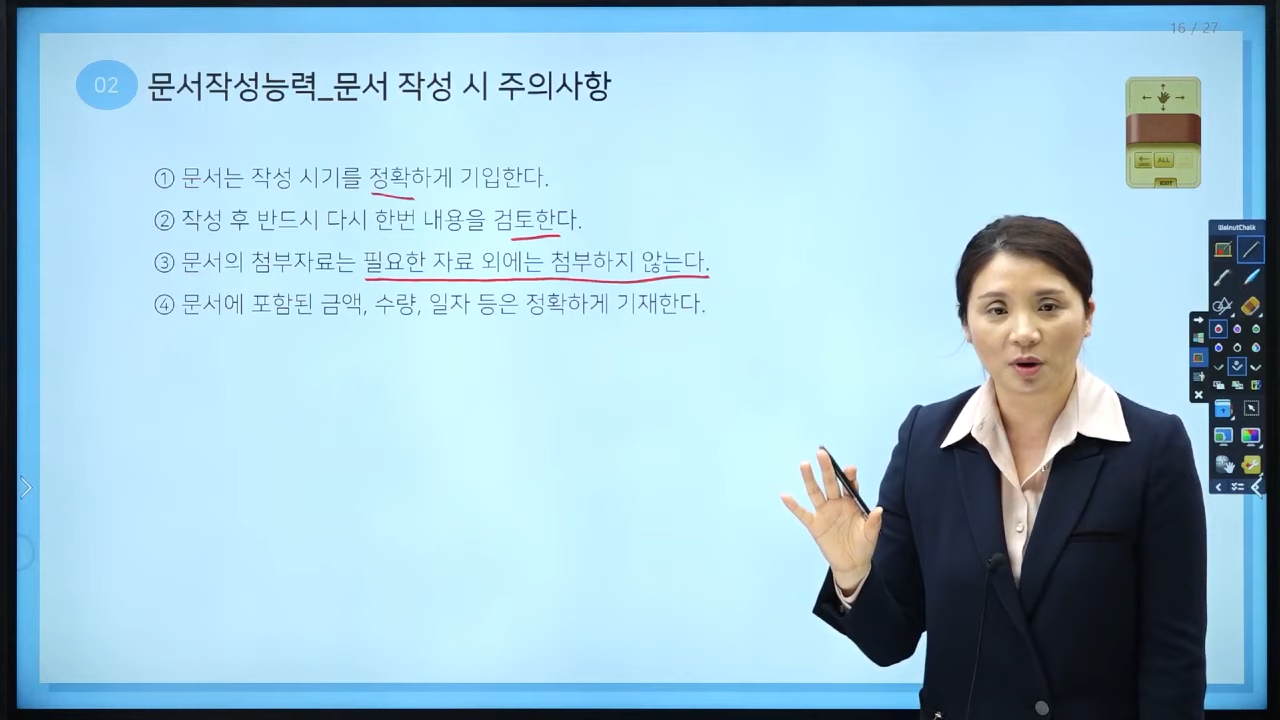 16 / 27
02 문서작성능력_문서 작성 시 주의사항
① 문서는 작성 시기를 정확하게 기입한다.
② 작성 후 반드시 다시 한번 내용을 검토한다.
③ 문서의 첨부자료는 필요한 자료 외에는 첨부하지 않는다.
④ 문서에 포함된 금액, 수량, 일자 등은 정확하게 기재한다.
ALL
EXIT
WalnutChalk